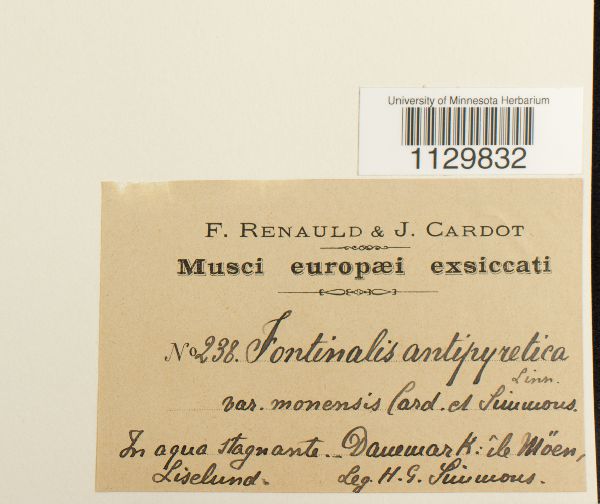 University of Minnesota Herbarium
1129832
F. RENAULD & J. CARDOT
Musci europæi exsiccati
No 238. Fontinalis antipyretica
Linn.
var. monensis Card. et Simmons.
In aqua stagnante. Danemark: île Möen,
Liselund. Leg. H. G. Simmons.